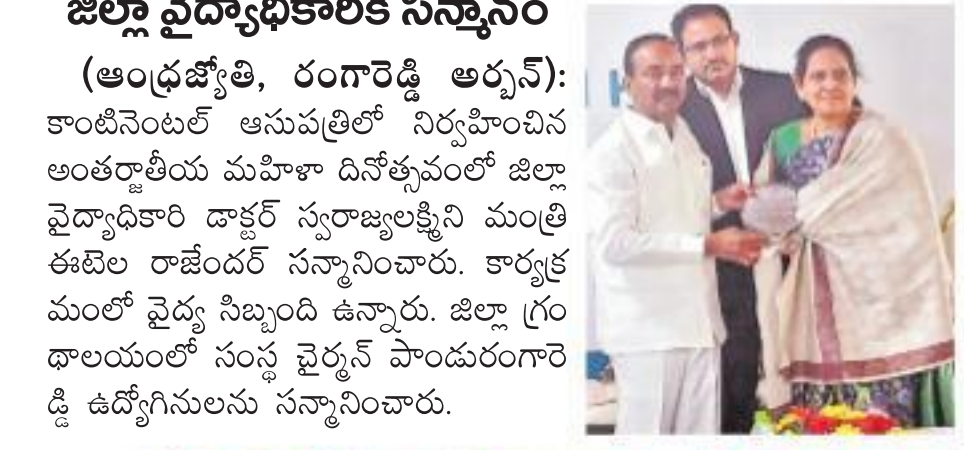 జిల్లా వైద్యాధికారికి సన్మానం
(ఆంధ్రజ్యోతి, రంగారెడ్డి అర్బన్):
కాంటినెంటల్ ఆసుపత్రిలో నిర్వహించిన
అంతర్జాతీయ మహిళా దినోత్సవంలో జిల్లా
వైద్యాధికారి డాక్టర్ స్వరాజ్యలక్ష్మిని మంత్రి
ఈటెల రాజేందర్ సన్మానించారు. కార్యక్ర
మంలో వైద్య సిబ్బంది ఉన్నారు. జిల్లా గ్రం
థాలయంలో సంస్థ చైర్మన్ పాండురంగారె
డ్డి ఉద్యోగినులను సన్మానించారు.